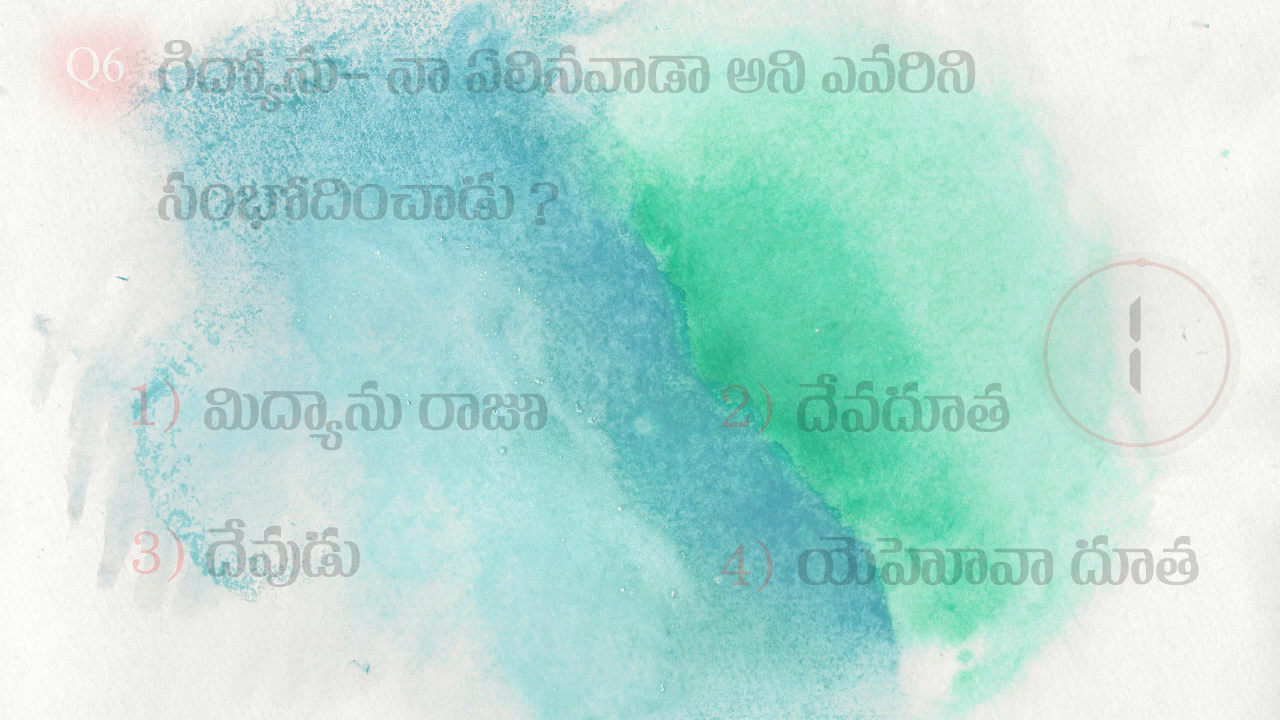 Q6 గిద్యోను- నా ఏలినవాడా అని ఎవరిని
సంభోదించాడు ?
1
1) మిద్యాను రాజూ
2) దేవదూత
3) దేవుడు
4) యెహెూవా దూత